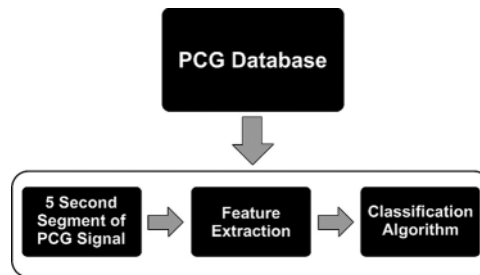 PCG Database
5 Second
Segment of
PCG Signal
Feature
Extraction
Classification
Algorithm